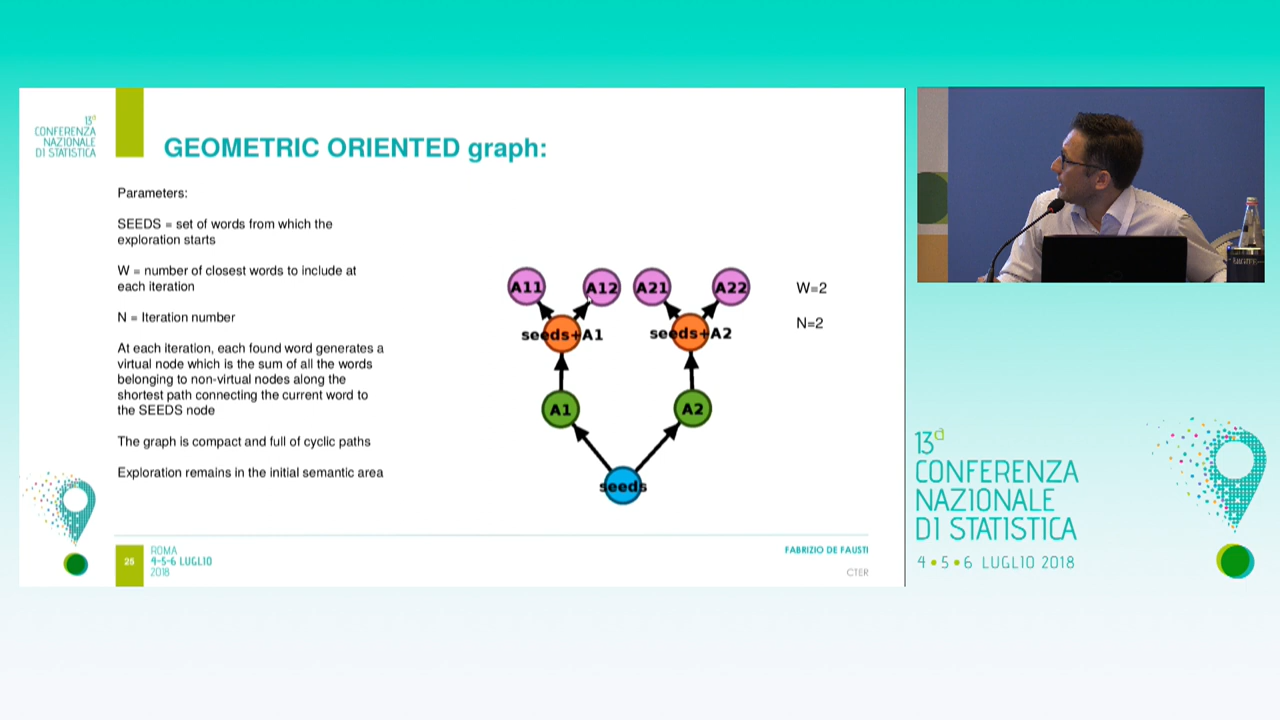 13a
CONFERENZA
NAZIONALE
DI STATISTICA
GEOMETRIC ORIENTED graph:
Parameters:
SEEDS = set of words from which the
exploration starts
W = number of closest words to include at
each iteration
N = Iteration number
At each iteration, each found word generates a
virtual node which is the sum of all the words
belonging to non-virtual nodes along the
shortest path connecting the current word to
the SEEDS node
The graph is compact and full of cyclic paths
Exploration remains in the initial semantic area
A11 A12 A21 A22
seeds+A1 seeds+A2
A1 A2
seeds
W=2
N=2
25
ROMA
4-5-6 LUGLIO
2018
FABRIZIO DE FAUSTI
CTER
13a
CONFERENZA
NAZIONALE
DI STATISTICA
4 • 5 • 6 LUGLIO 2018